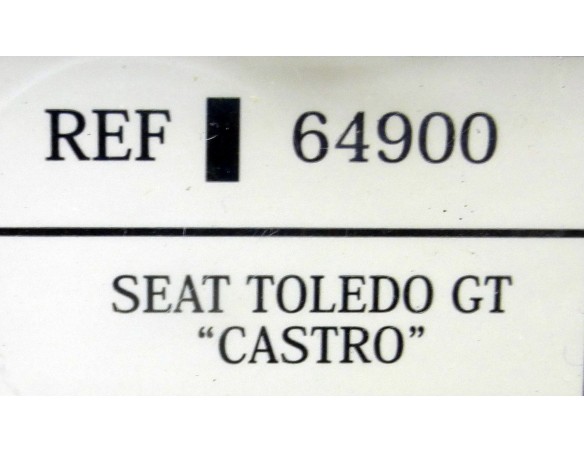 REF 64900
SEAT TOLEDO GT
“CASTRO”